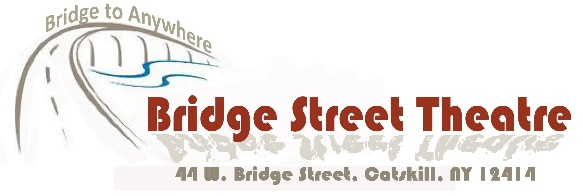 Bridge to Anywhere
Bridge Street Theatre
44 W. Bridge Street, Catskill, NY 12414